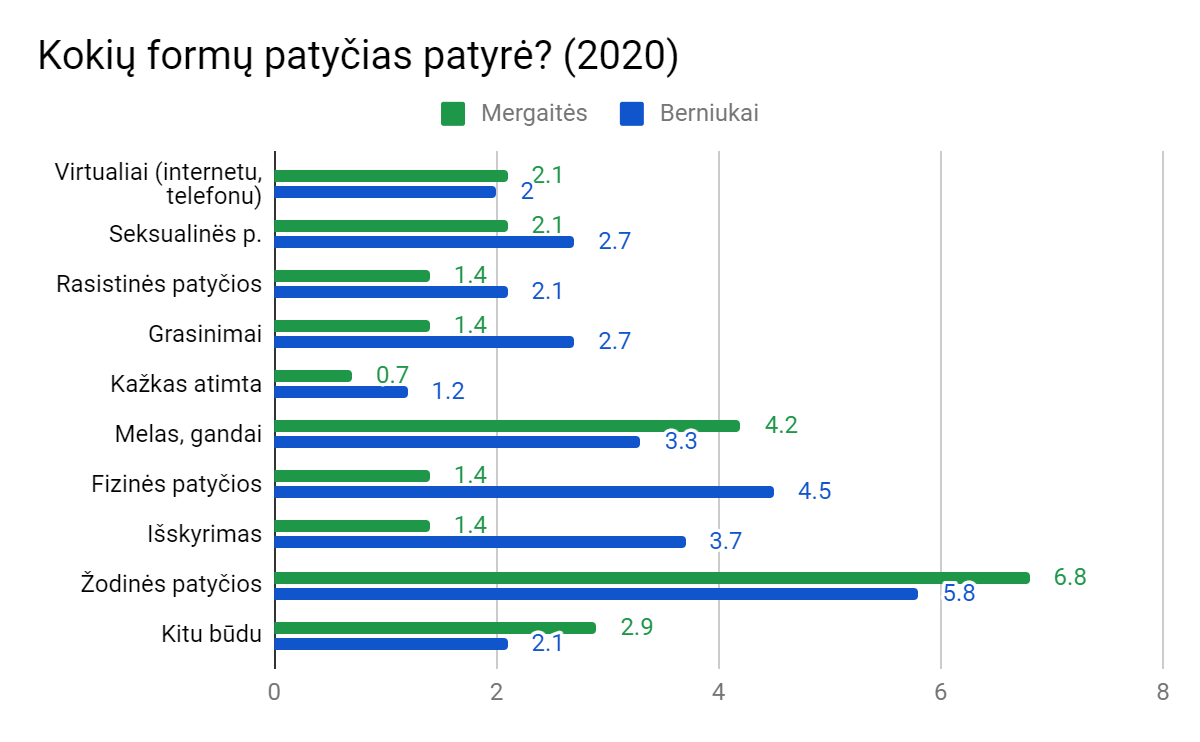 Kokių formų patyčias patyrė? (2020)
Mergaitės Berniukai
Virtualiai (internetu,
telefonu)
2.1
2
Seksualinės p.
2.1
2.7
Rasistinės patyčios
1.4
2.1
Grasinimai
1.4
2.7
Kažkas atimta
0.7
1.2
Melas, gandai
4.2
3.3
Fizinės patyčios
1.4
4.5
Išskyrimas
1.4
3.7
Žodinės patyčios
6.8
5.8
Kitu būdu
2.9
2.1
0 2 4 6 8